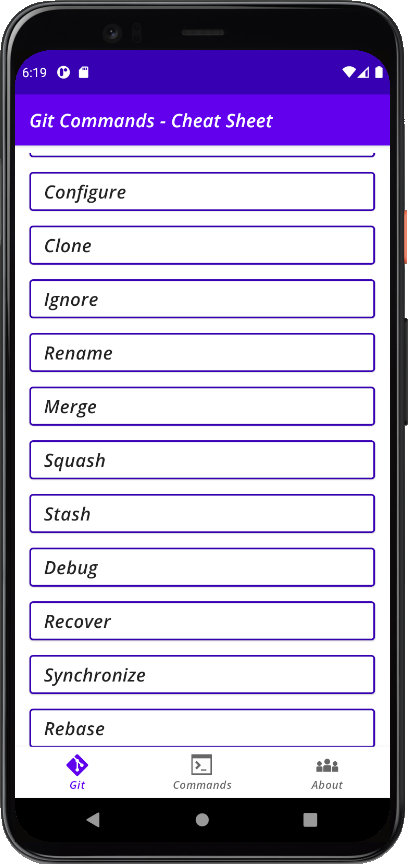 6:19
Git Commands - Cheat Sheet
Configure
Clone
Ignore
Rename
Merge
Squash
Stash
Debug
Recover
Synchronize
Rebase
Git
Commands
About